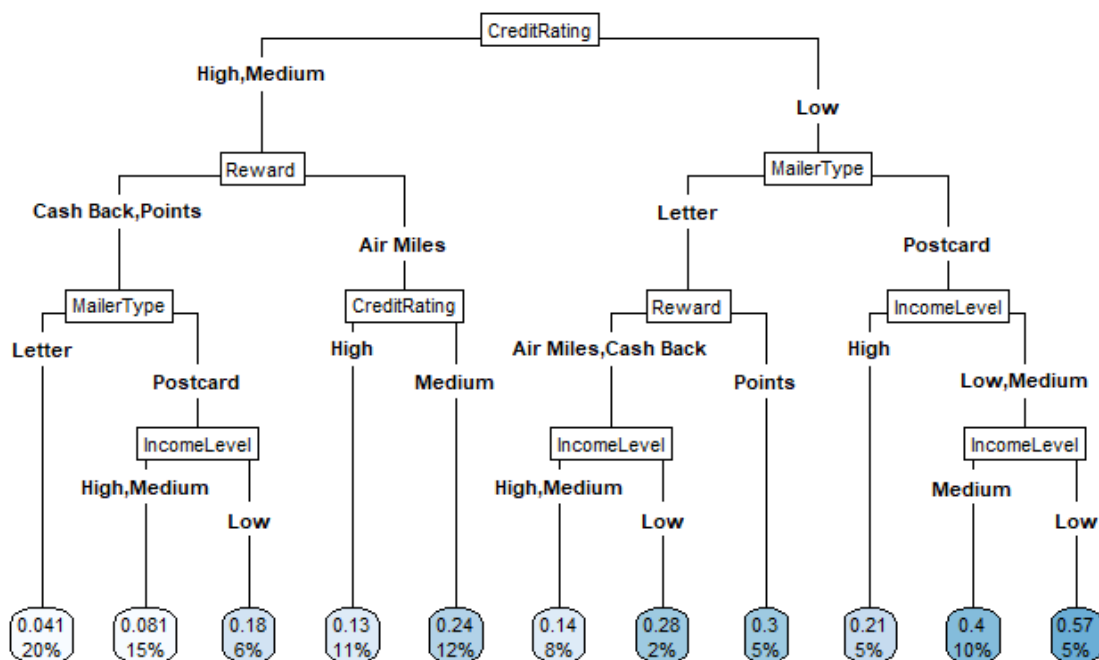 CreditRating
High,Medium
Low
Reward
MailerType
Cash Back,Points
Letter
Air Miles
Postcard
MailerType
CreditRating
Reward
IncomeLevel
Letter
High
Air Miles,Cash Back
High
Postcard
Medium
Points
Low,Medium
IncomeLevel
IncomeLevel
IncomeLevel
High,Medium
High,Medium
Medium
Low
Low
Low
0.041 0.081 0.18 0.13 0.24 0.14 0.28 0.3 0.21 0.4 0.57
20% 15% 6% 11% 12% 8% 2% 5% 5% 10% 5%